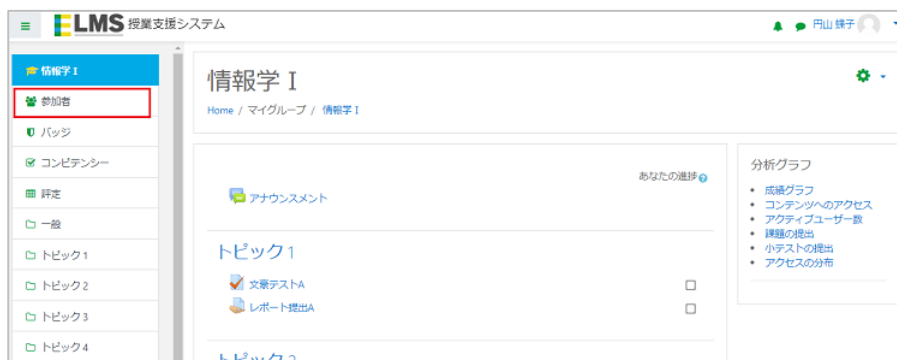 ELMS 授業支援システム
円山 蝶子
情報学 I
参加者
バッジ
コンピテンシー
評定
一般
トピック 1
トピック 2
トピック 3
トピック 4
情報学 I
Home / マイグループ / 情報学 I
あなたの進捗
アナウンスメント
トピック 1
文章テストA
レポート提出A
トピック 2
分析グラフ
成績グラフ
コンテンツへのアクセス
アクティブユーザー数
課題の提出
小テストの提出
アクセスの分布